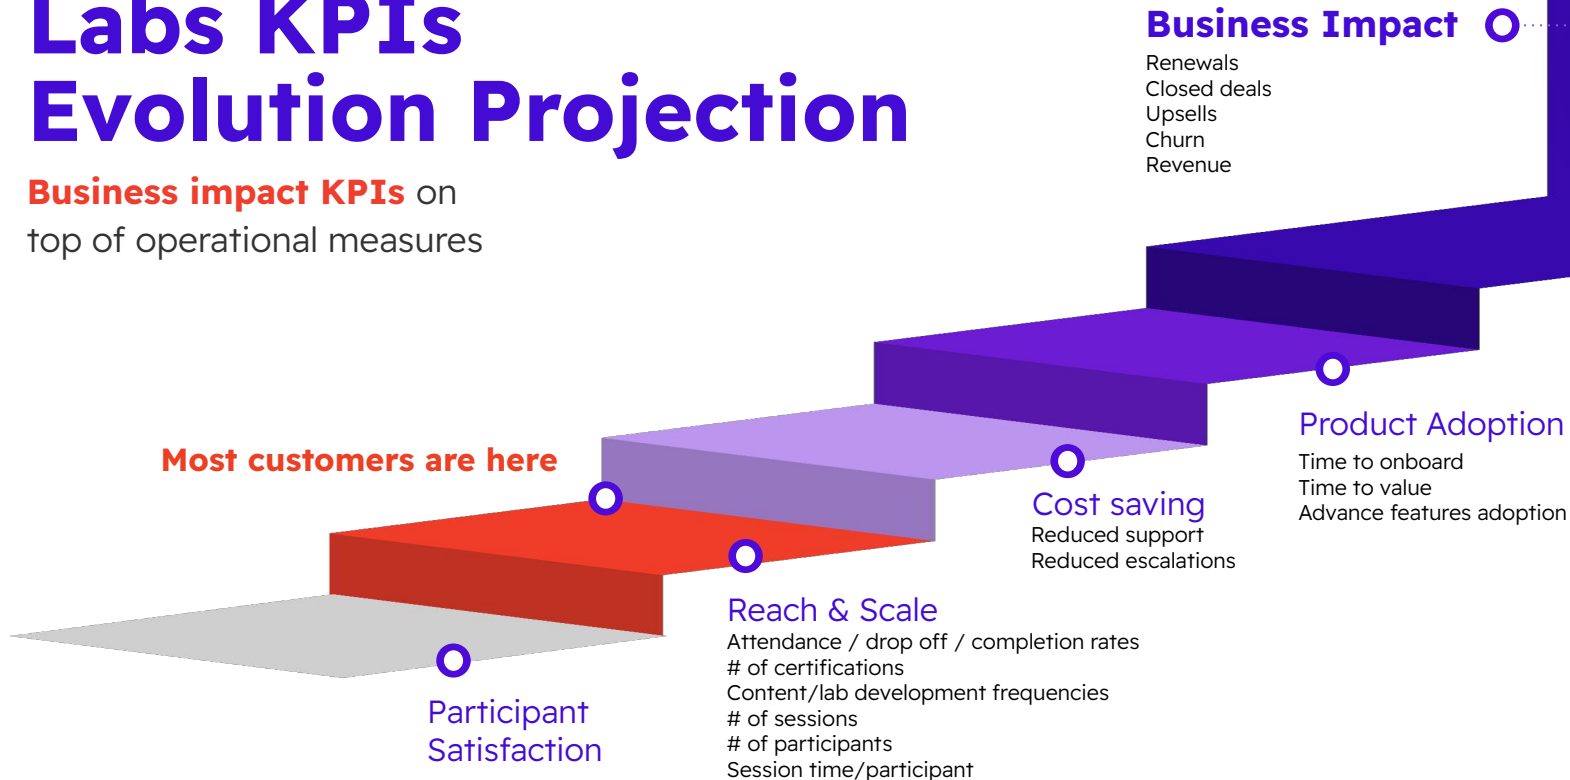 Labs KPIs
Evolution Projection
Business impact KPIs on
top of operational measures
Business Impact
Renewals
Closed deals
Upsells
Churn
Revenue
Most customers are here
Product Adoption
Time to onboard
Time to value
Advance features adoption
Cost saving
Reduced support
Reduced escalations
Reach & Scale
Attendance / drop off / completion rates
# of certifications
Content/lab development frequencies
# of sessions
# of participants
Session time/participant
Participant
Satisfaction